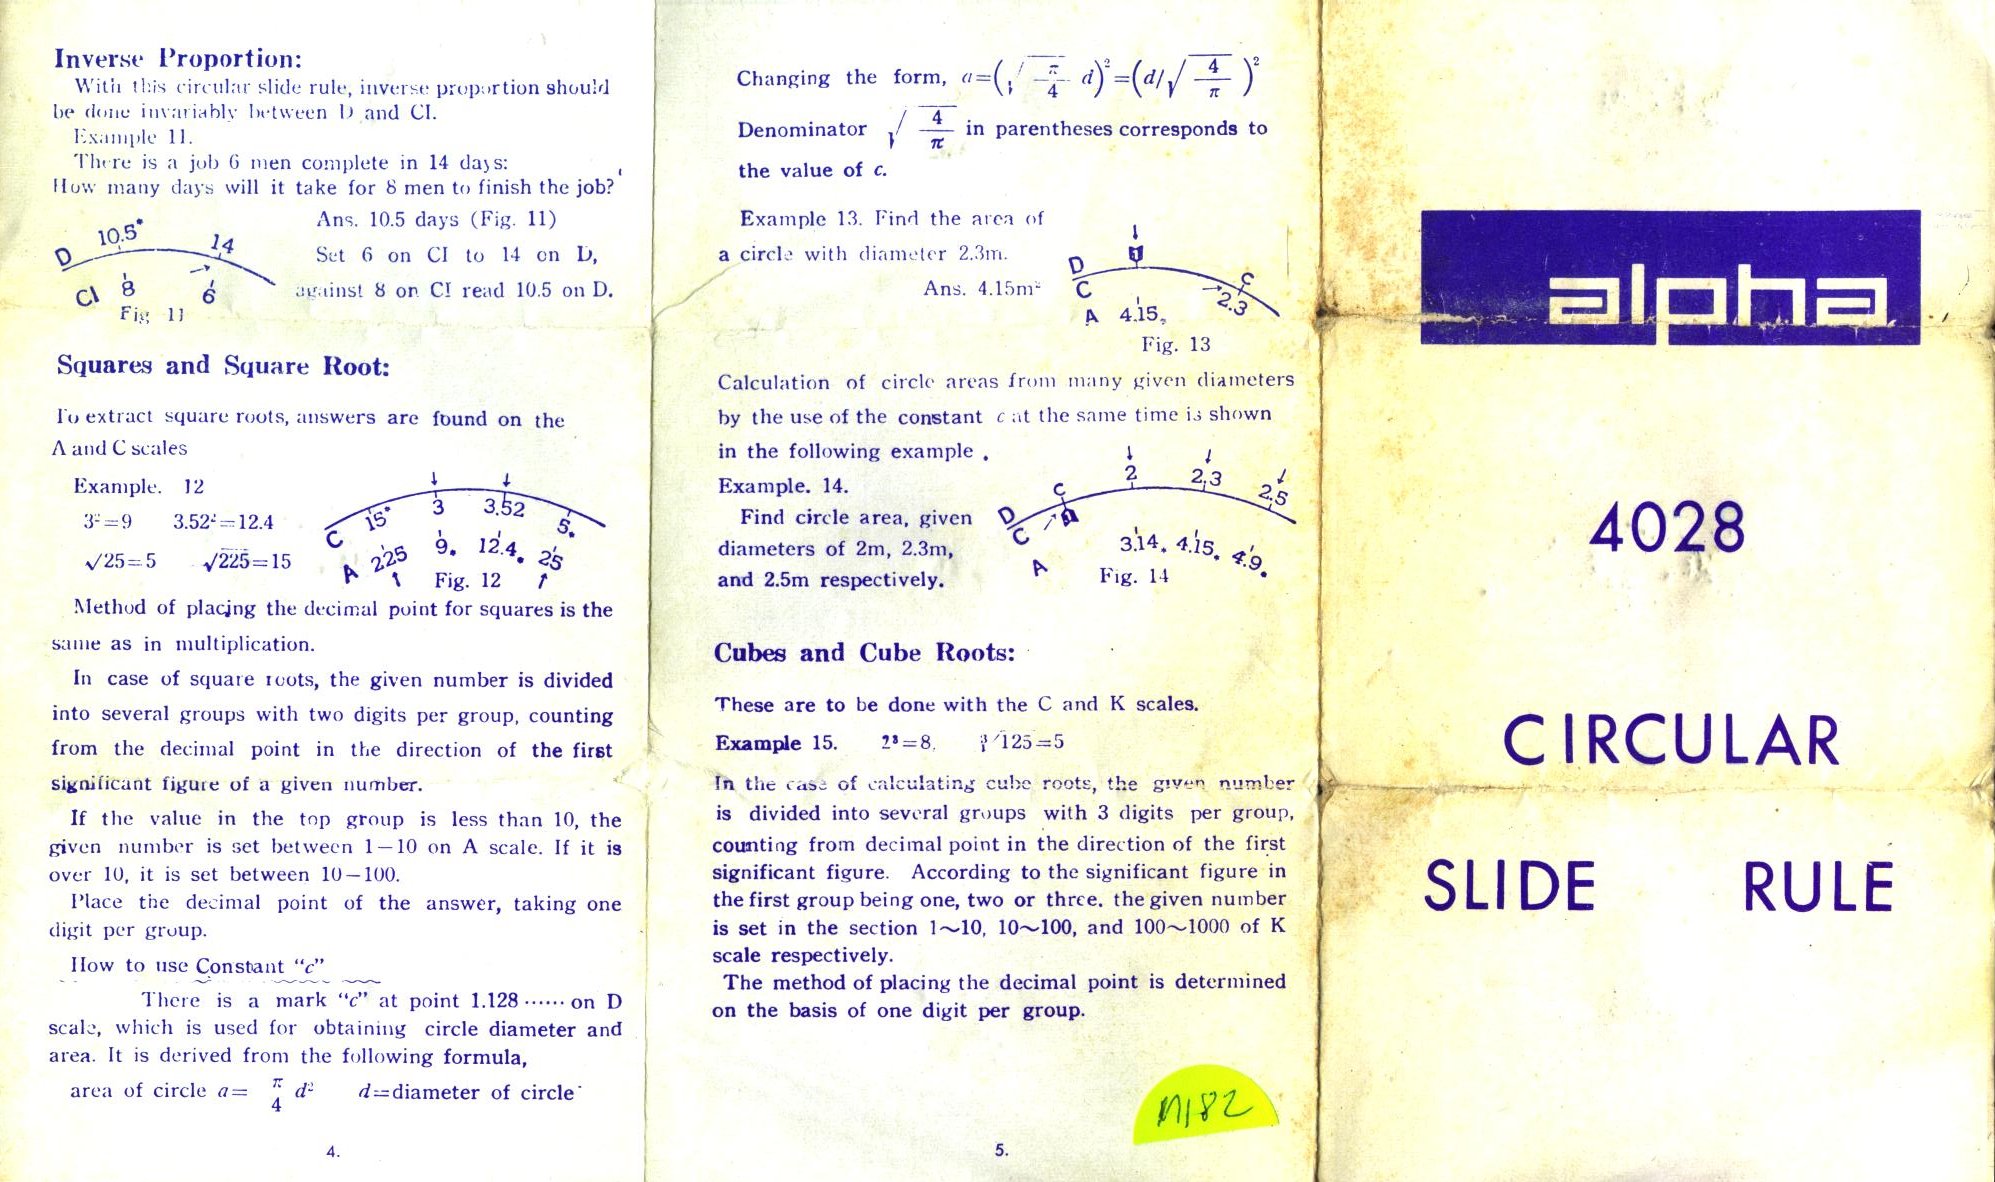 Inverse Proportion:
With this circular slide rule, inverse proportion should
be done invariably between D and CI.
Example 11.
There is a job 6 men complete in 14 days:
How many days will it take for 8 men to finish the job?
Ans. 10.5 days (Fig. 11)
Set 6 on CI to 14 on D,
against 8 on CI read 10.5 on D.
D 10.5 14
CI 8 6
Fig 11
Squares and Square Root:
To extract square roots, answers are found on the
A and C scales
Example. 12
3²=9 3.52²=12.4
√25=5 √225=15
C 15 3 3.52 5.
A 225 9. 12.4. 25
Fig. 12
Method of placing the decimal point for squares is the
same as in multiplication.
In case of square roots, the given number is divided
into several groups with two digits per group, counting
from the decimal point in the direction of the first
significant figure of a given number.
If the value in the top group is less than 10, the
given number is set between 1—10 on A scale. If it is
over 10, it is set between 10—100.
Place the decimal point of the answer, taking one
digit per group.
How to use Constant “c”
There is a mark “c” at point 1.128 ······ on D
scale, which is used for obtaining circle diameter and
area. It is derived from the following formula,
area of circle a= π/4 d² d=diameter of circle
4.
Changing the form, a=(√π/4 d)²=(d/√4/π)²
Denominator √4/π in parentheses corresponds to
the value of c.
Example 13. Find the area of
a circle with diameter 2.3m.
Ans. 4.15m²
D 1 C
C 2.3
A 4.15.
Fig. 13
Calculation of circle areas from many given diameters
by the use of the constant c at the same time is shown
in the following example.
Example. 14.
Find circle area, given
diameters of 2m, 2.3m,
and 2.5m respectively.
D C 2 2.3 2.5
C 1
A 3.14. 4.15. 4.9.
Fig. 14
Cubes and Cube Roots:
These are to be done with the C and K scales.
Example 15. 2³=8, ³√125=5
In the case of calculating cube roots, the given number
is divided into several groups with 3 digits per group,
counting from decimal point in the direction of the first
significant figure. According to the significant figure in
the first group being one, two or three. the given number
is set in the section 1~10, 10~100, and 100~1000 of K
scale respectively.
The method of placing the decimal point is determined
on the basis of one digit per group.
M182
5.
alpha
4028
CIRCULAR
SLIDE RULE